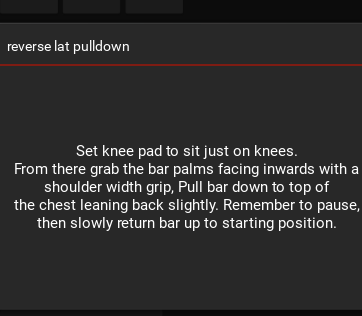 reverse lat pulldown
Set knee pad to sit just on knees.
From there grab the bar palms facing inwards with a
shoulder width grip, Pull bar down to top of
the chest leaning back slightly. Remember to pause,
then slowly return bar up to starting position.